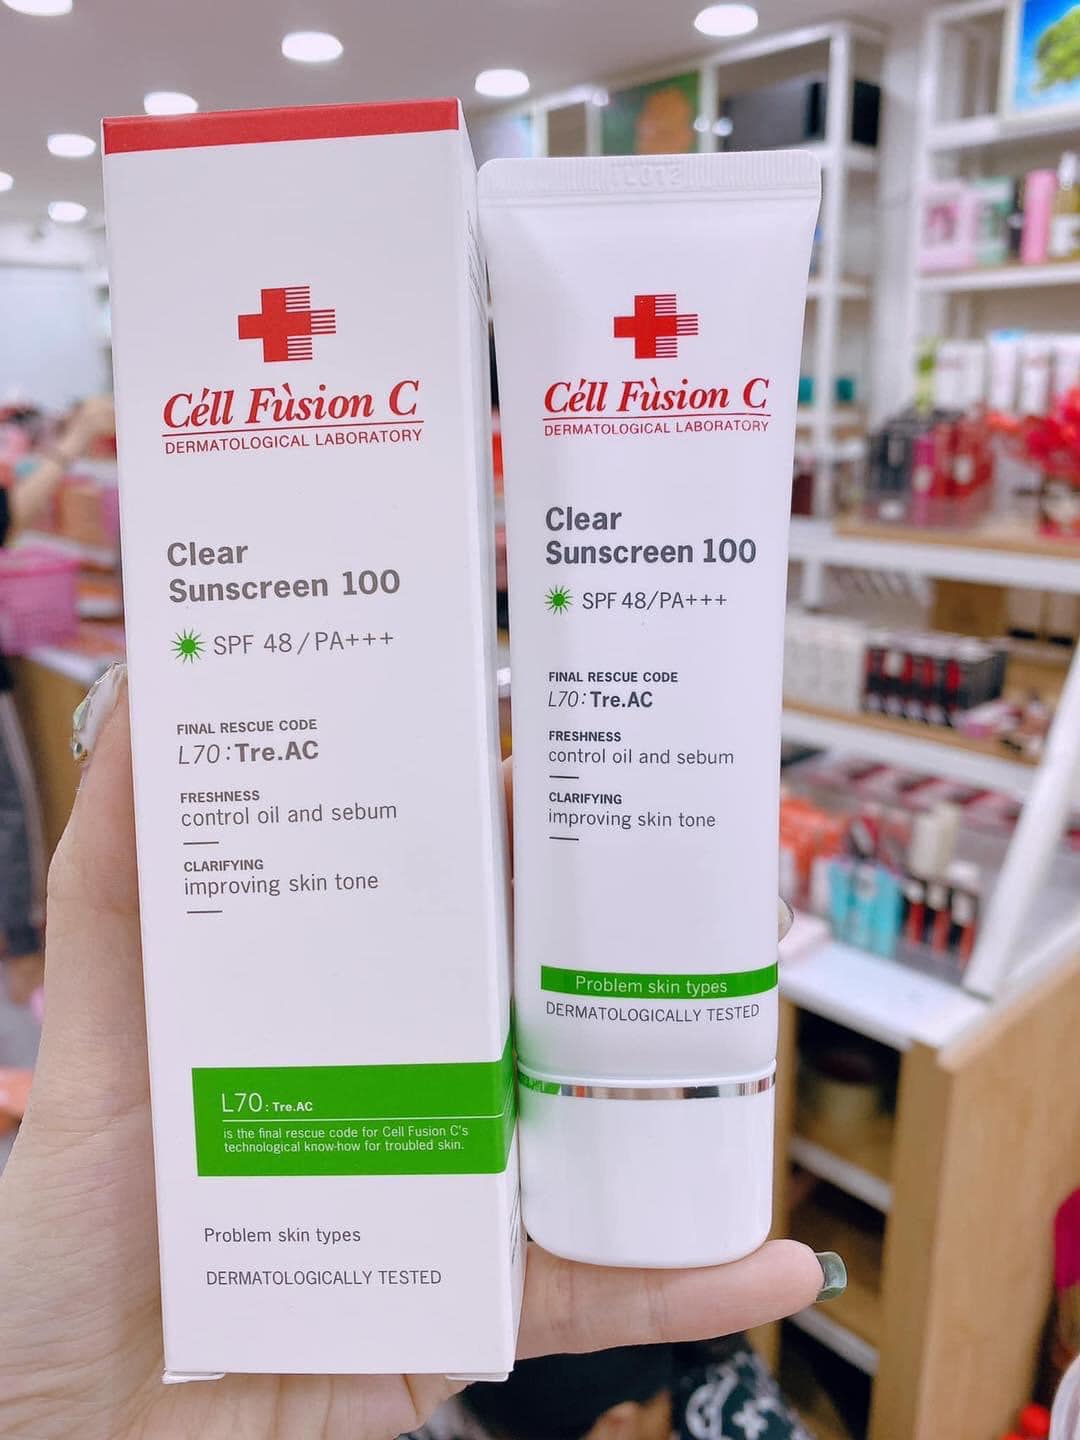 Céll Fùsion C
DERMATOLOGICAL LABORATORY
Clear
Sunscreen 100
SPF 48/PA+++
FINAL RESCUE CODE
L70:Tre.AC
FRESHNESS
control oil and sebum
CLARIFYING
improving skin tone
L70: Tre.AC
is the final rescue code for Cell Fusion C's
technological know-how for troubled skin.
Problem skin types
DERMATOLOGICALLY TESTED
Céll Fùsion C
DERMATOLOGICAL LABORATORY
Clear
Sunscreen 100
SPF 48/PA+++
FINAL RESCUE CODE
L70:Tre.AC
FRESHNESS
control oil and sebum
CLARIFYING
improving skin tone
Problem skin types
DERMATOLOGICALLY TESTED